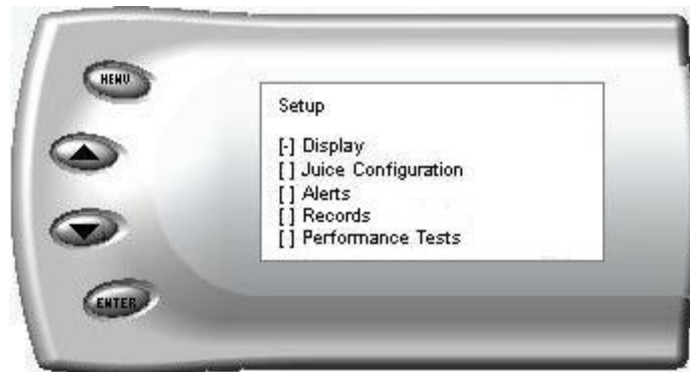 MENU
Setup
[-] Display
[ ] Juice Configuration
[ ] Alerts
[ ] Records
[ ] Performance Tests
ENTER